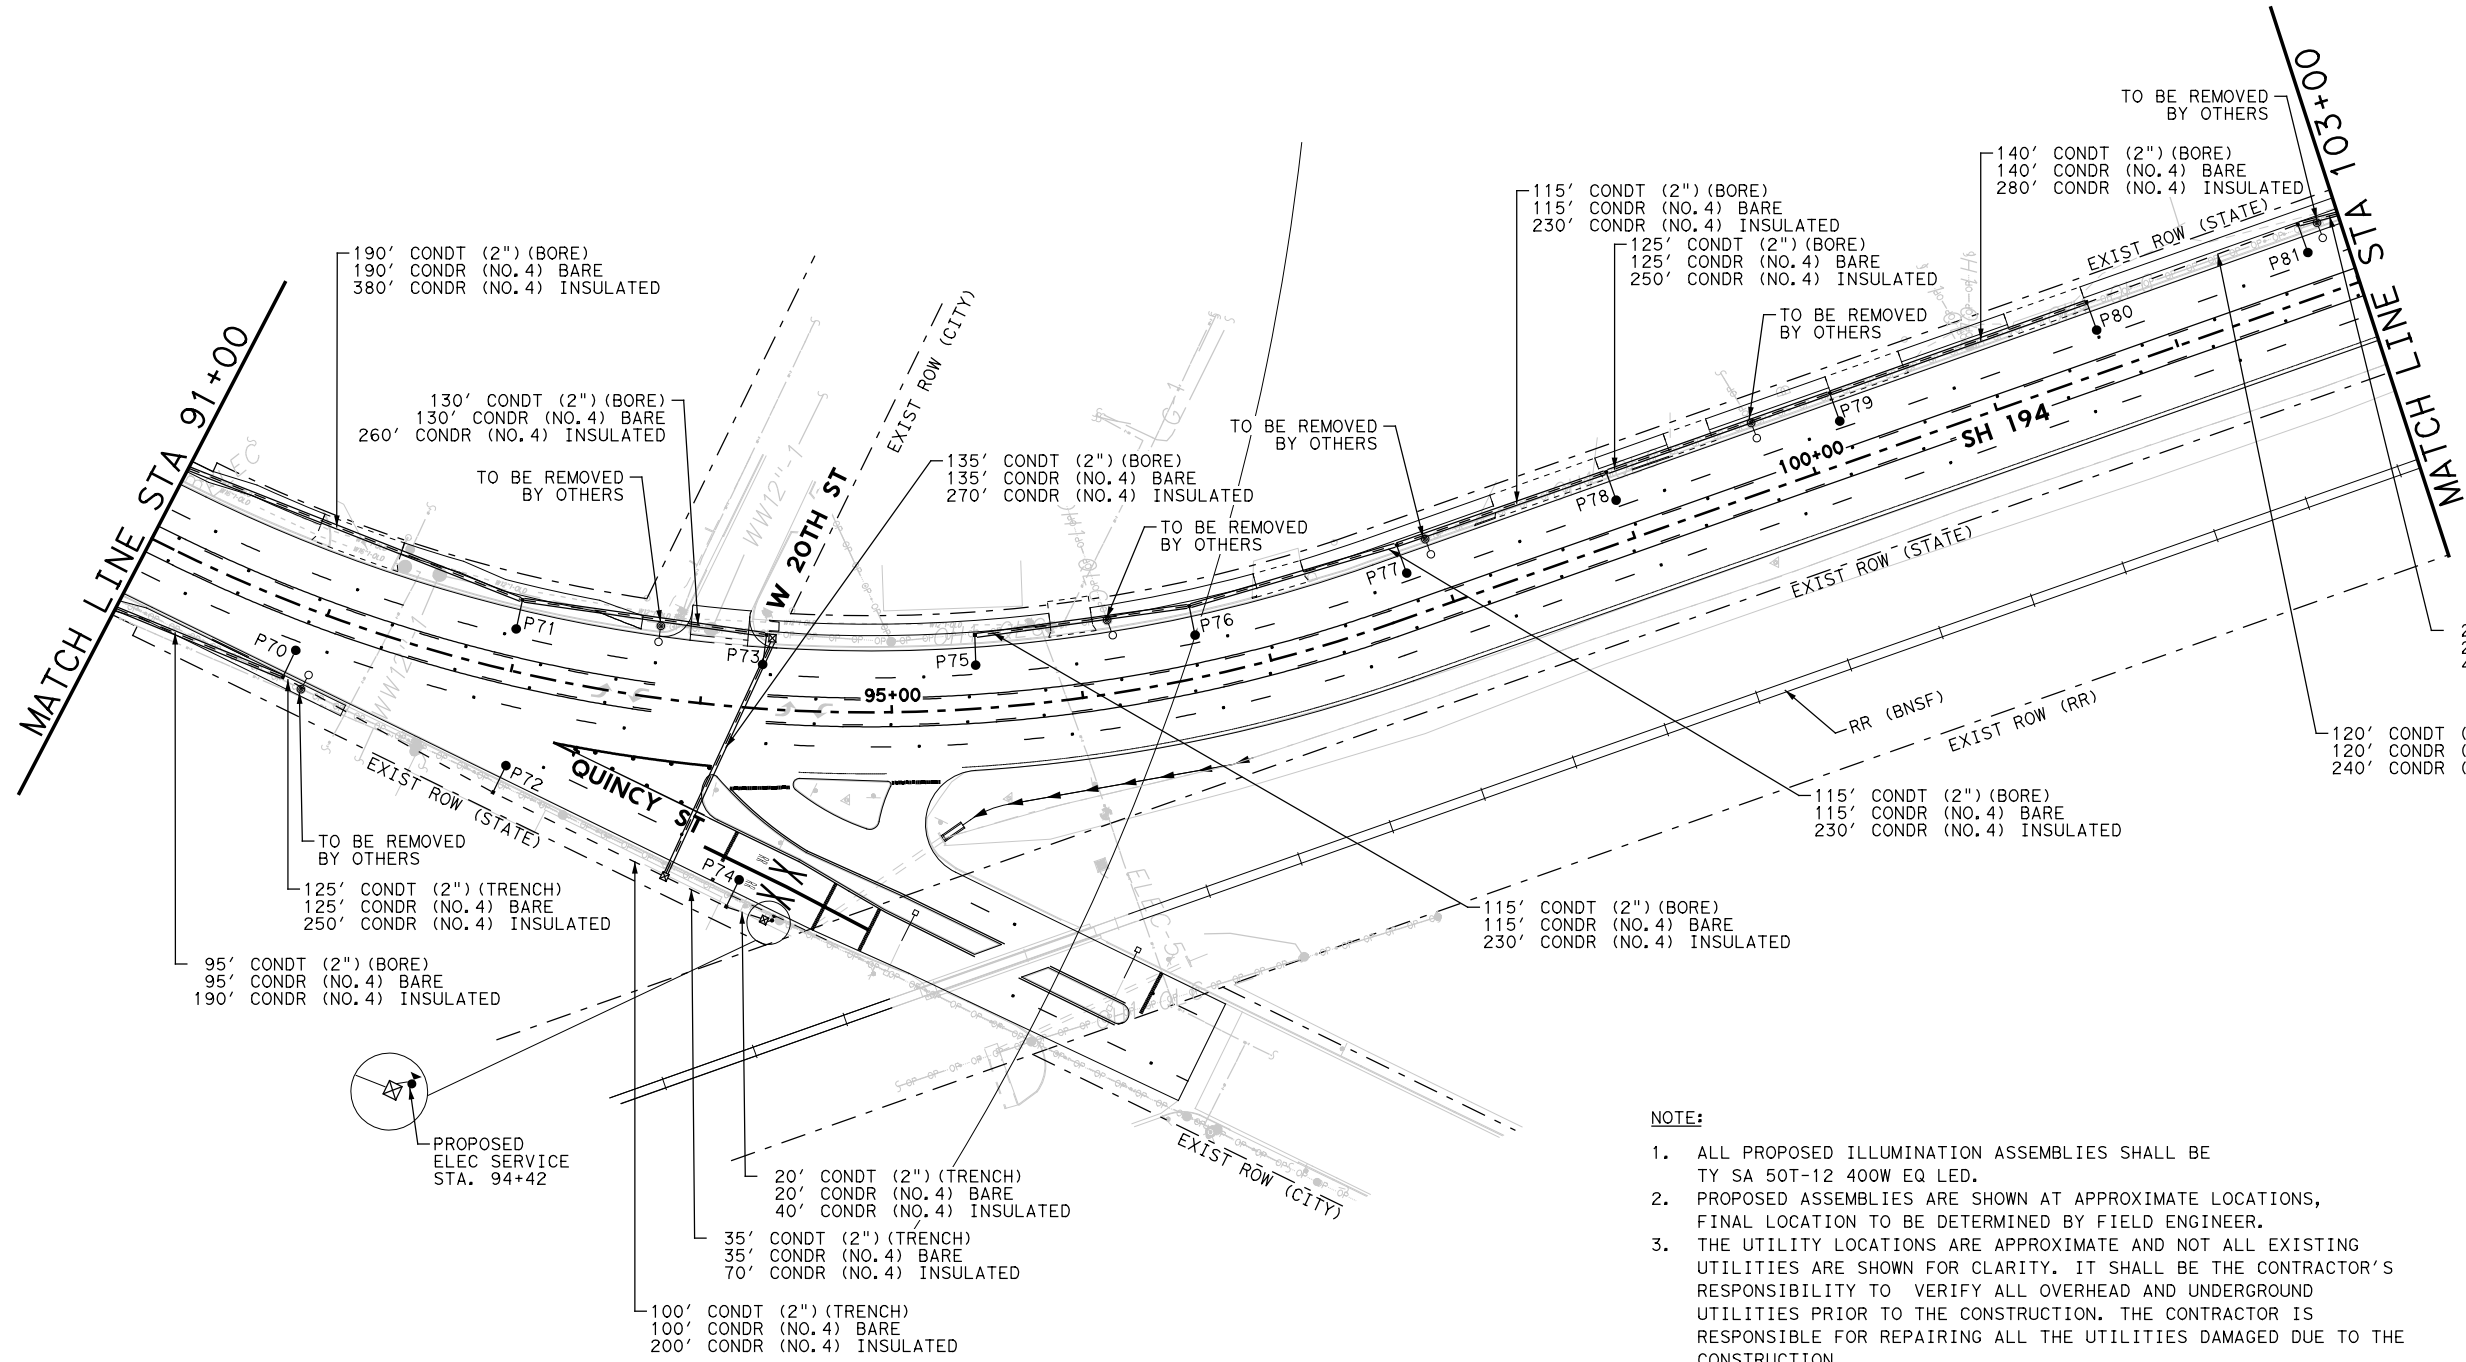 MATCH LINE STA 91+00
190' CONDT (2")(BORE)
190' CONDR (NO.4) BARE
380' CONDR (NO.4) INSULATED
130' CONDT (2")(BORE)
130' CONDR (NO.4) BARE
260' CONDR (NO.4) INSULATED
TO BE REMOVED
BY OTHERS
W 20TH ST
EXIST ROW (CITY)
135' CONDT (2")(BORE)
135' CONDR (NO.4) BARE
270' CONDR (NO.4) INSULATED
TO BE REMOVED
BY OTHERS
TO BE REMOVED
BY OTHERS
115' CONDT (2")(BORE)
115' CONDR (NO.4) BARE
230' CONDR (NO.4) INSULATED
125' CONDT (2")(BORE)
125' CONDR (NO.4) BARE
250' CONDR (NO.4) INSULATED
TO BE REMOVED
BY OTHERS
140' CONDT (2")(BORE)
140' CONDR (NO.4) BARE
280' CONDR (NO.4) INSULATED
TO BE REMOVED
BY OTHERS
MATCH LINE STA 103+00
EXIST ROW (STATE)
P70
P71
P72
P73
P74
P75
P76
P77
P78
P79
P80
P81
WW12"-1
WW12"-1
ELEC-5
95+00
100+00
SH 194
QUINCY ST
EXIST ROW (STATE)
EXIST ROW (STATE)
RR (BNSF)
EXIST ROW (RR)
EXIST ROW (CITY)
120' CONDT (
120' CONDR (
240' CONDR (
115' CONDT (2")(BORE)
115' CONDR (NO.4) BARE
230' CONDR (NO.4) INSULATED
115' CONDT (2")(BORE)
115' CONDR (NO.4) BARE
230' CONDR (NO.4) INSULATED
TO BE REMOVED
BY OTHERS
125' CONDT (2")(TRENCH)
125' CONDR (NO.4) BARE
250' CONDR (NO.4) INSULATED
95' CONDT (2")(BORE)
95' CONDR (NO.4) BARE
190' CONDR (NO.4) INSULATED
PROPOSED
ELEC SERVICE
STA. 94+42
20' CONDT (2")(TRENCH)
20' CONDR (NO.4) BARE
40' CONDR (NO.4) INSULATED
35' CONDT (2")(TRENCH)
35' CONDR (NO.4) BARE
70' CONDR (NO.4) INSULATED
100' CONDT (2")(TRENCH)
100' CONDR (NO.4) BARE
200' CONDR (NO.4) INSULATED
NOTE:
1. ALL PROPOSED ILLUMINATION ASSEMBLIES SHALL BE
TY SA 50T-12 400W EQ LED.
2. PROPOSED ASSEMBLIES ARE SHOWN AT APPROXIMATE LOCATIONS,
FINAL LOCATION TO BE DETERMINED BY FIELD ENGINEER.
3. THE UTILITY LOCATIONS ARE APPROXIMATE AND NOT ALL EXISTING
UTILITIES ARE SHOWN FOR CLARITY. IT SHALL BE THE CONTRACTOR'S
RESPONSIBILITY TO VERIFY ALL OVERHEAD AND UNDERGROUND
UTILITIES PRIOR TO THE CONSTRUCTION. THE CONTRACTOR IS
RESPONSIBLE FOR REPAIRING ALL THE UTILITIES DAMAGED DUE TO THE
CONSTRUCTION